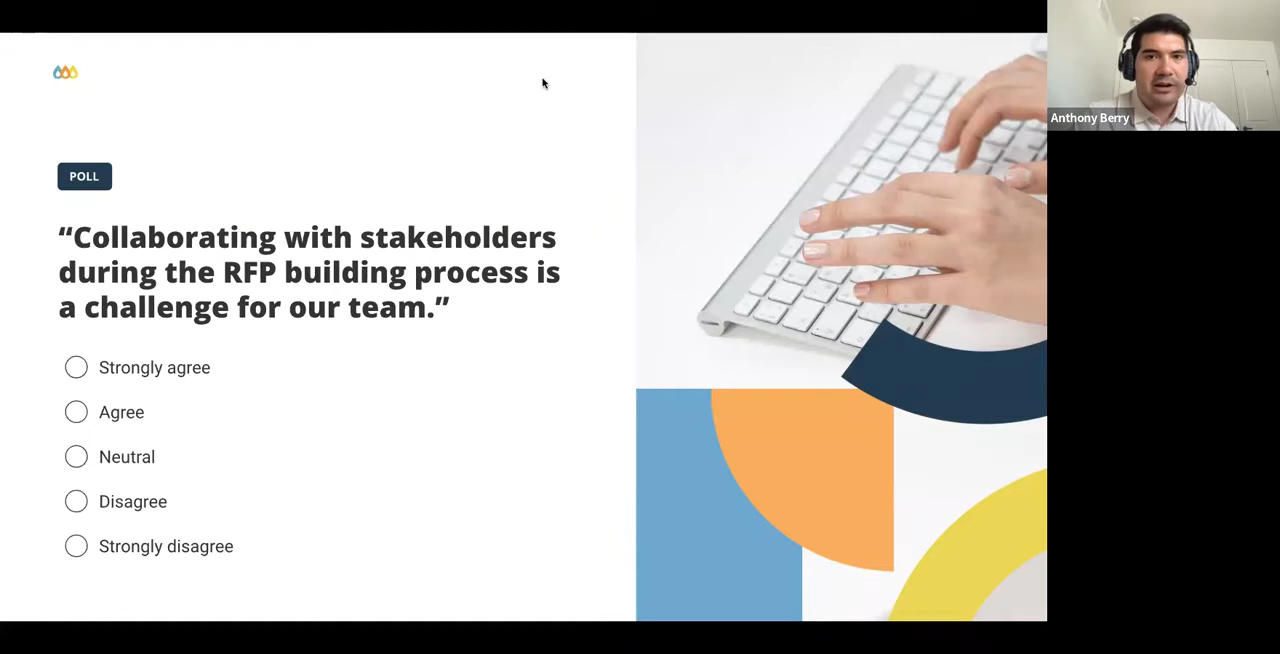 POLL
“Collaborating with stakeholders
during the RFP building process is
a challenge for our team.”
Strongly agree
Agree
Neutral
Disagree
Strongly disagree
Anthony Berry